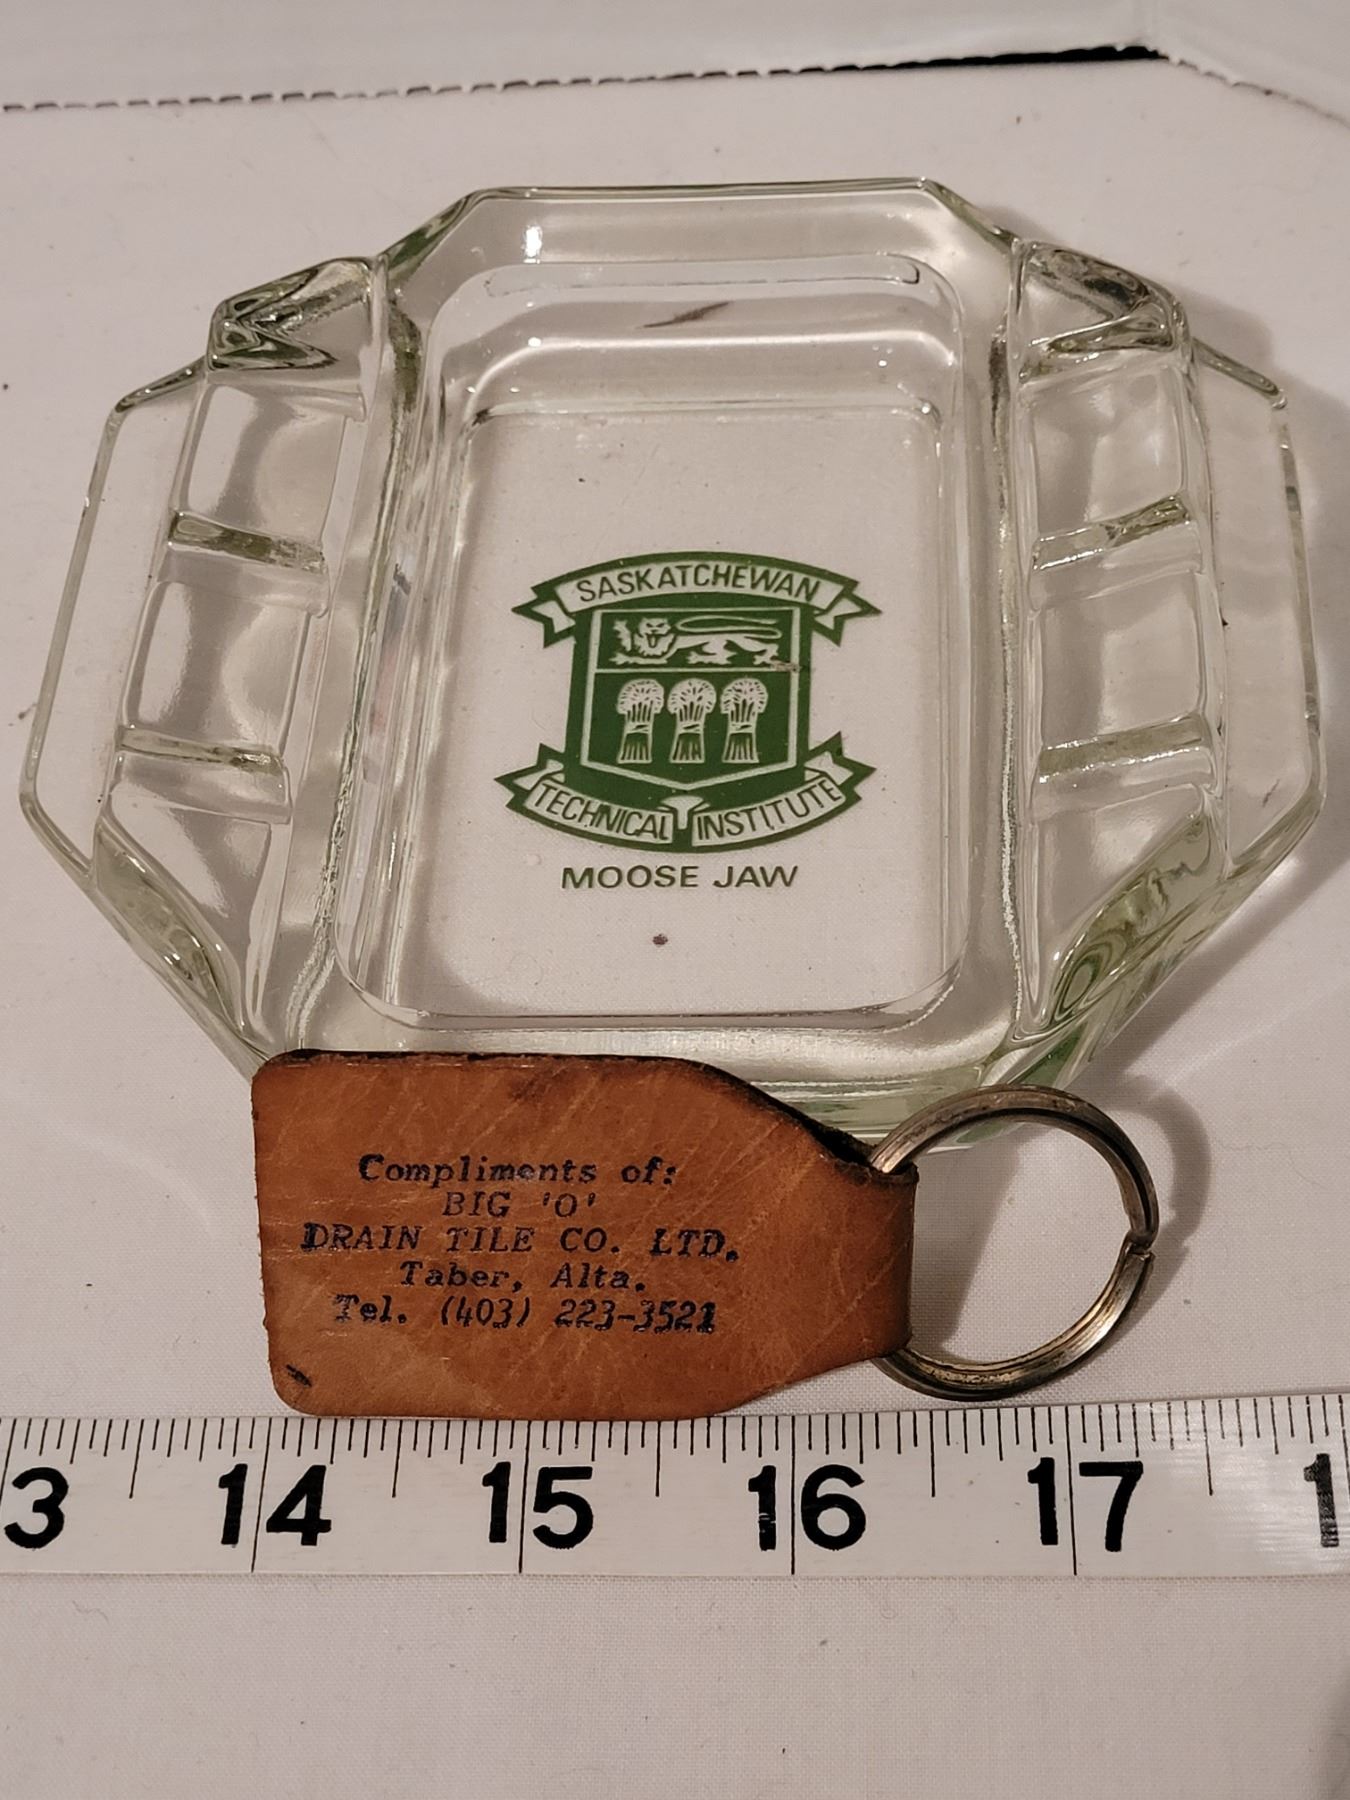 SASKATCHEWAN
TECHNICAL INSTITUTE
MOOSE JAW
Compliments of:
BIG 'O'
DRAIN TILE CO. LTD.
Taber, Alta.
Tel. (403) 223-3521
3 14 15 16 17 1